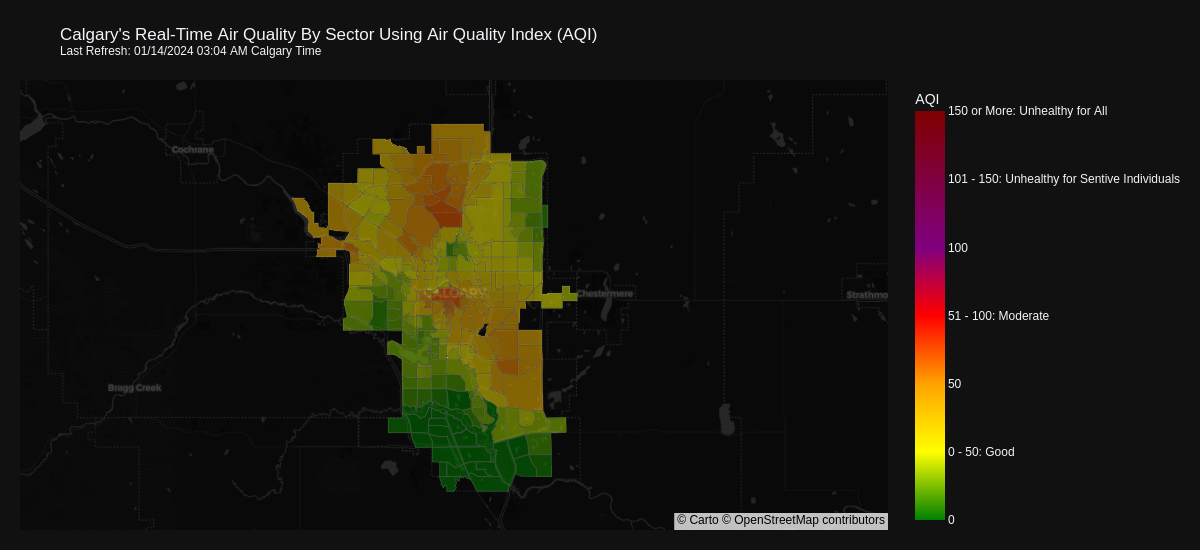 Calgary's Real-Time Air Quality By Sector Using Air Quality Index (AQI)
Last Refresh: 01/14/2024 03:04 AM Calgary Time
AQI
150 or More: Unhealthy for All
Cochrane
101 - 150: Unhealthy for Sentive Individuals
100
CALGARY
Chestermere
Strathmo
51 - 100: Moderate
50
Bragg Creek
0 - 50: Good
© Carto © OpenStreetMap contributors
0